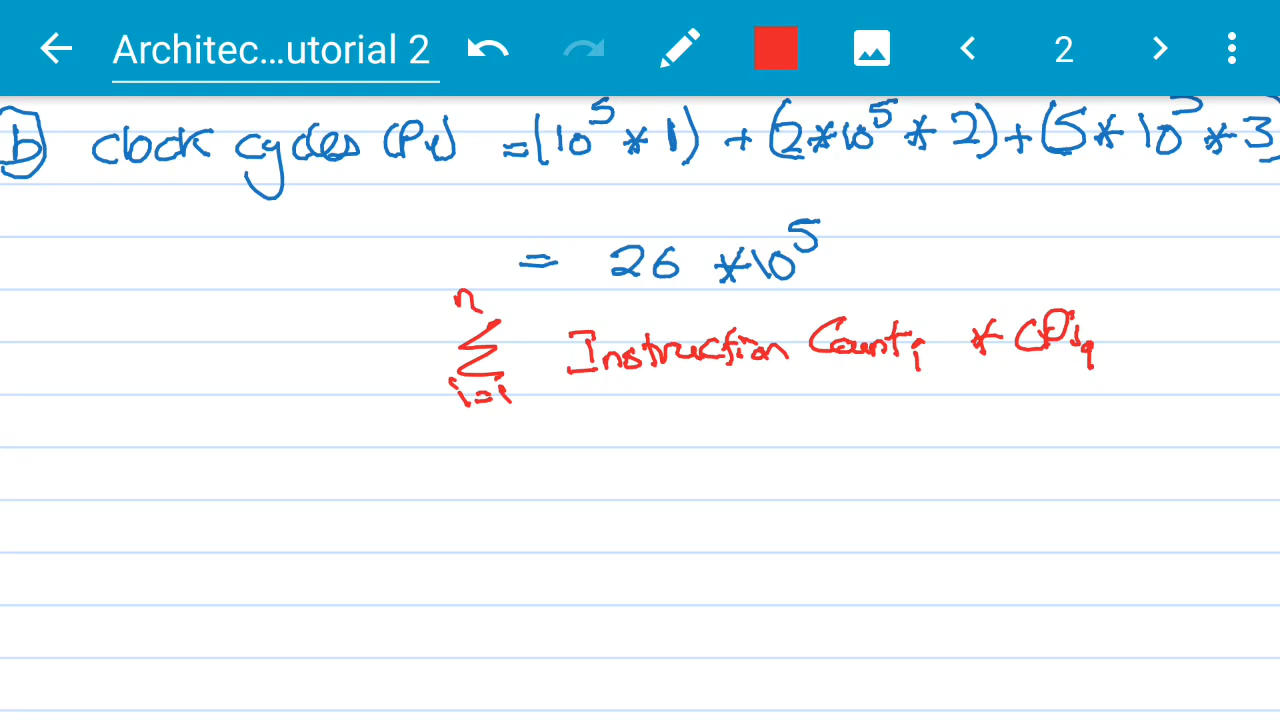 Architec...utorial 2 2
b) clock cycles (P1) = (10^5 * 1) + (2*10^5 * 2) + (5 * 10^5 * 3)
= 26 *10^5
n
∑ Instruction Count_i * CPI_i
i=1